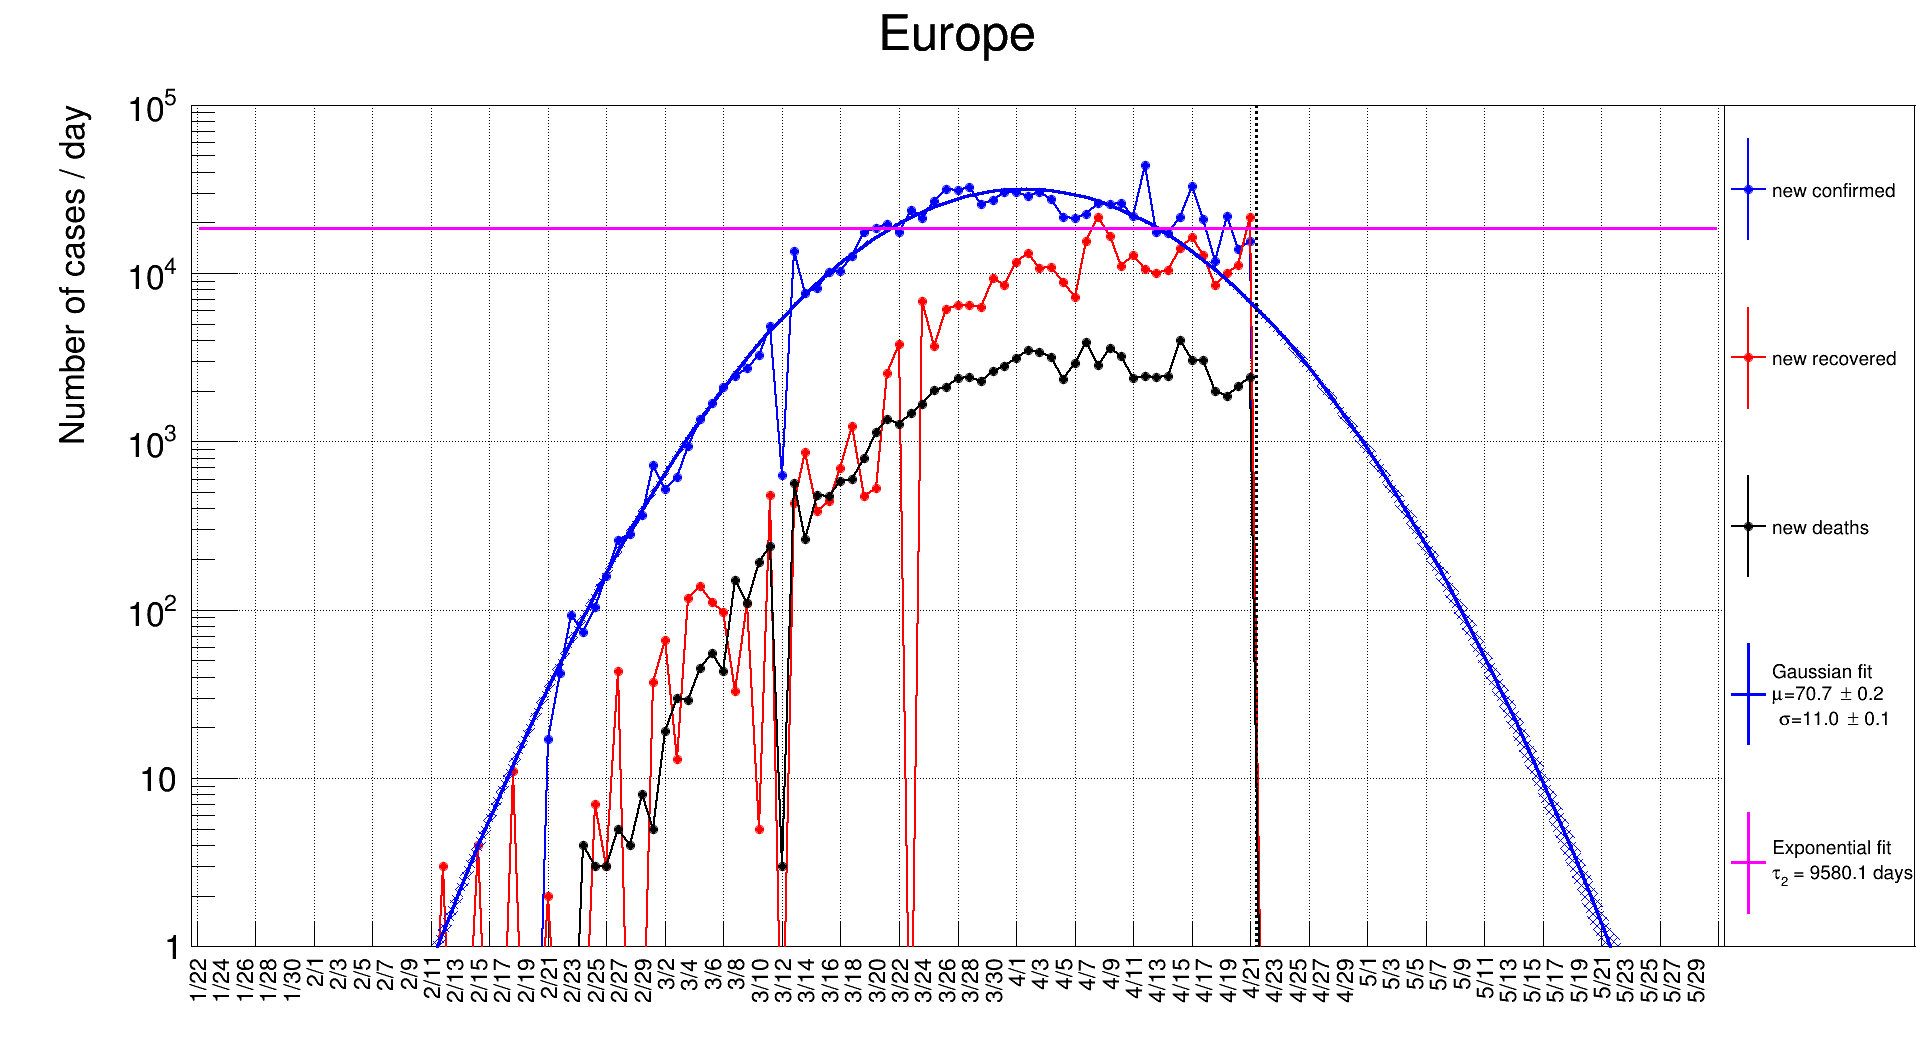 Europe
Number of cases / day
10⁵
10⁴
10³
10²
10
1
1/22 1/24 1/26 1/28 1/30 2/1 2/3 2/5 2/7 2/9 2/11 2/13 2/15 2/17 2/19 2/21 2/23 2/25 2/27 2/29 3/2 3/4 3/6 3/8 3/10 3/12 3/14 3/16 3/18 3/20 3/22 3/24 3/26 3/28 3/30 4/1 4/3 4/5 4/7 4/9 4/11 4/13 4/15 4/17 4/19 4/21 4/23 4/25 4/27 4/29 5/1 5/3 5/5 5/7 5/9 5/11 5/13 5/15 5/17 5/19 5/21 5/23 5/25 5/27 5/29
new confirmed
new recovered
new deaths
Gaussian fit
μ=70.7 ± 0.2
σ=11.0 ± 0.1
Exponential fit
τ₂ = 9580.1 days